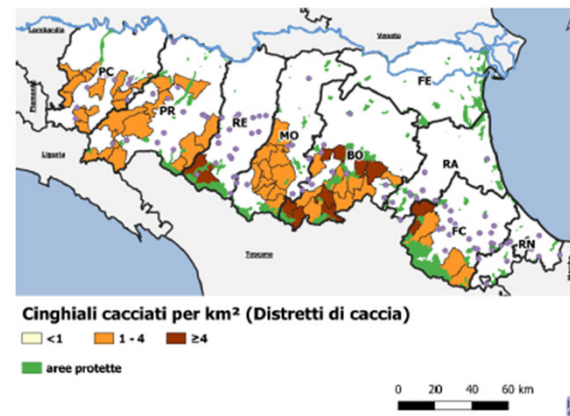 Lombardia
Veneto
PC
FE
Piemonte
PR
RE
MO
BO
Liguria
RA
FC
RN
Toscana
Cinghiali cacciati per km² (Distretti di caccia)
<1 1 - 4 ≥4
aree protette
0 20 40 60 km